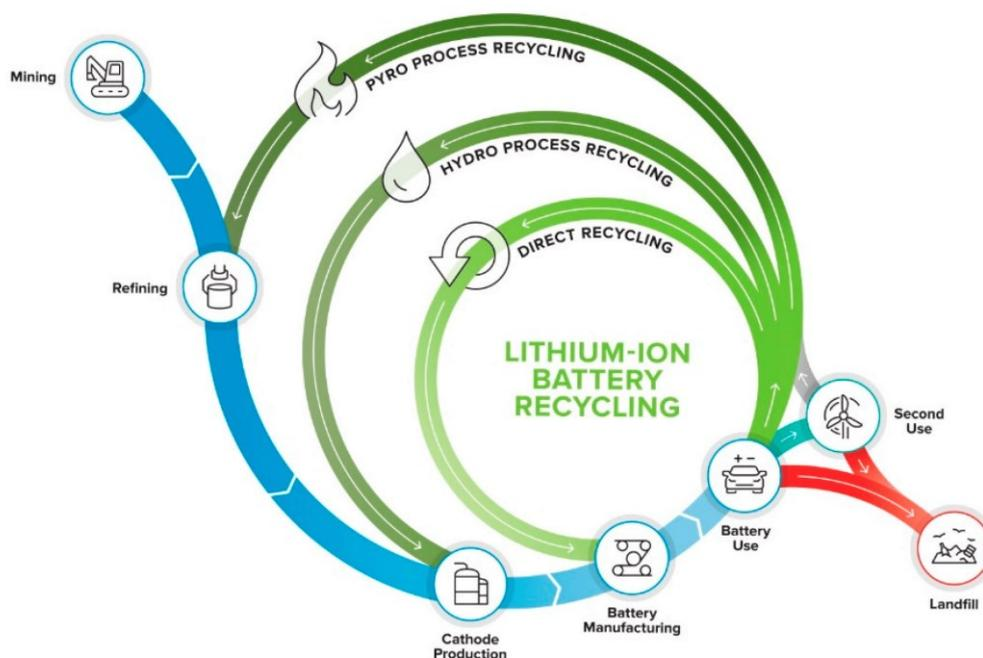 Mining
PYRO PROCESS RECYCLING
HYDRO PROCESS RECYCLING
DIRECT RECYCLING
Refining
LITHIUM-ION
BATTERY
RECYCLING
Second
Use
Battery
Use
Landfill
Battery
Manufacturing
Cathode
Production